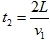 t₂ = 2L / v₁